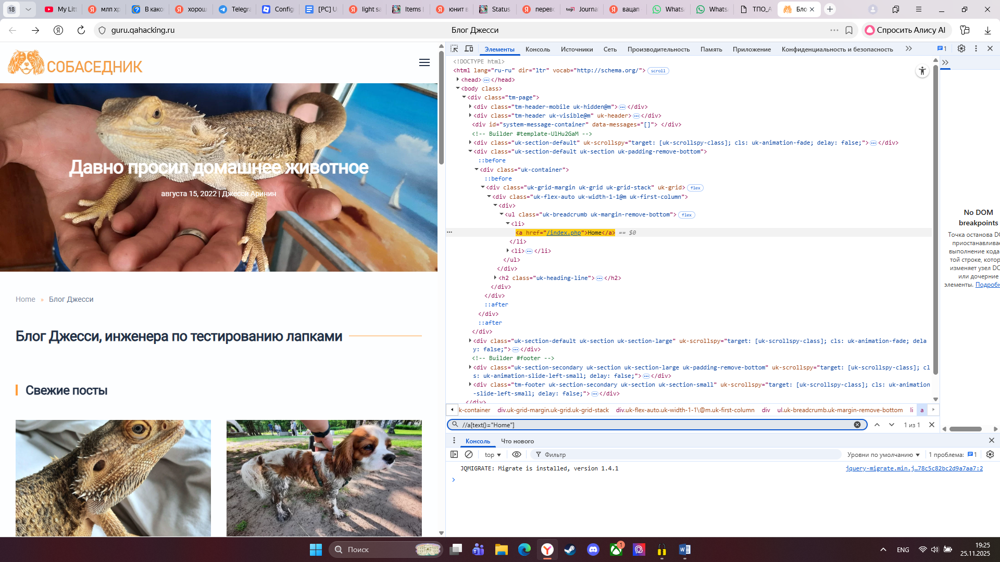 18
My Litt
млп хр
В како
хорош
Telegra
Config
[PC] U
light sa
Items
юнит в
Status
перево
Journa
вацап
Whats
Whats
ТПО_А
Бло
guru.qahacking.ru
Блог Джесси
Спросить Алису AI
СОБАСЕДНИК
Давно просил домашнее животное
августа 15, 2022 | Джесси Аринин
Home » Блог Джесси
Блог Джесси, инженера по тестированию лапками
Свежие посты
Элементы
Консоль
Источники
Сеть
Производительность
Память
Приложение
Конфиденциальность и безопасность
1
<!DOCTYPE html>
<html lang="ru-ru" dir="ltr" vocab="http://schema.org/"> scroll
<head> ⋯ </head>
<body class>
<div class="tm-page">
<div class="tm-header-mobile uk-hidden@m"> ⋯ </div>
<div class="tm-header uk-visible@m" uk-header> ⋯ </div>
<div id="system-message-container" data-messages="[]"> </div>
<!-- Builder #template-UlHu2GaM -->
<div class="uk-section-default" uk-scrollspy="target: [uk-scrollspy-class]; cls: uk-animation-fade; delay: false;"> ⋯ </div>
<div class="uk-section-default uk-section uk-padding-remove-bottom">
::before
<div class="uk-container">
::before
<div class="uk-grid-margin uk-grid uk-grid-stack" uk-grid> flex
<div class="uk-flex-auto uk-width-1-1@m uk-first-column">
<div>
<ul class="uk-breadcrumb uk-margin-remove-bottom"> flex
<li>
<a href="/index.php">Home</a> == $0
</li>
<li> ⋯ </li>
</ul>
</div>
<h2 class="uk-heading-line"> ⋯ </h2>
</div>
</div>
::after
</div>
::after
</div>
<div class="uk-section-default uk-section uk-section-large" uk-scrollspy="target: [uk-scrollspy-class]; cls: uk-animation-fade; dela
y: false;"> ⋯ </div>
<!-- Builder #footer -->
<div class="uk-section-secondary uk-section uk-section-large uk-padding-remove-bottom" uk-scrollspy="target: [uk-scrollspy-class]; cl
s: uk-animation-slide-left-small; delay: false;"> ⋯ </div>
<div class="tm-footer uk-section-secondary uk-section uk-section-small" uk-scrollspy="target: [uk-scrollspy-class]; cls: uk-animation
-slide-left-small; delay: false;"> ⋯ </div>
</div>
k-container
div.uk-grid-margin.uk-grid.uk-grid-stack
div.uk-flex-auto.uk-width-1-1\@m.uk-first-column
div
ul.uk-breadcrumb.uk-margin-remove-bottom
li
a
//a[text()="Home"]
1 из 1
No DOM
breakpoints
Точка останова DO
приостанавливае
выполнение кода
той строке, котор
изменяет узел DO
или дочерние
элементы. Подробн
Консоль
Что нового
top
Фильтр
Уровни по умолчанию
1 проблема: 1
JQMIGRATE: Migrate is installed, version 1.4.1
jquery-migrate.min.j…78c5c82bc2d9a7aa7:2
Поиск
1
ENG
19:25
25.11.2025